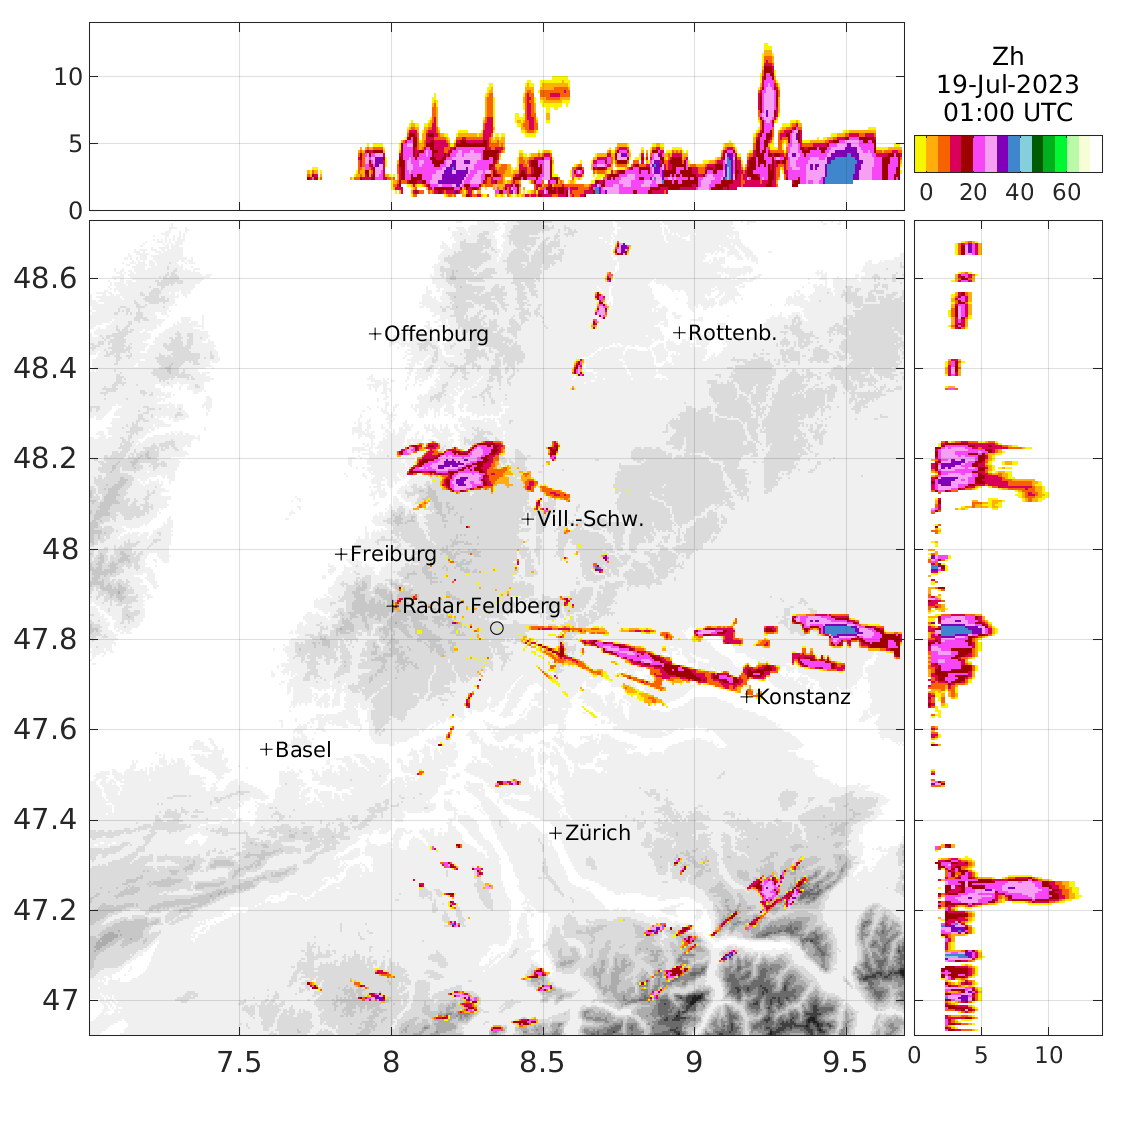 Zh
19-Jul-2023
01:00 UTC
0 20 40 60
10
5
0
48.6
48.4
48.2
48
47.8
47.6
47.4
47.2
47
+Offenburg
+Rottenb.
+Vill.-Schw.
+Freiburg
+Radar Feldberg
+Konstanz
+Basel
+Zürich
7.5 8 8.5 9 9.5
0 5 10